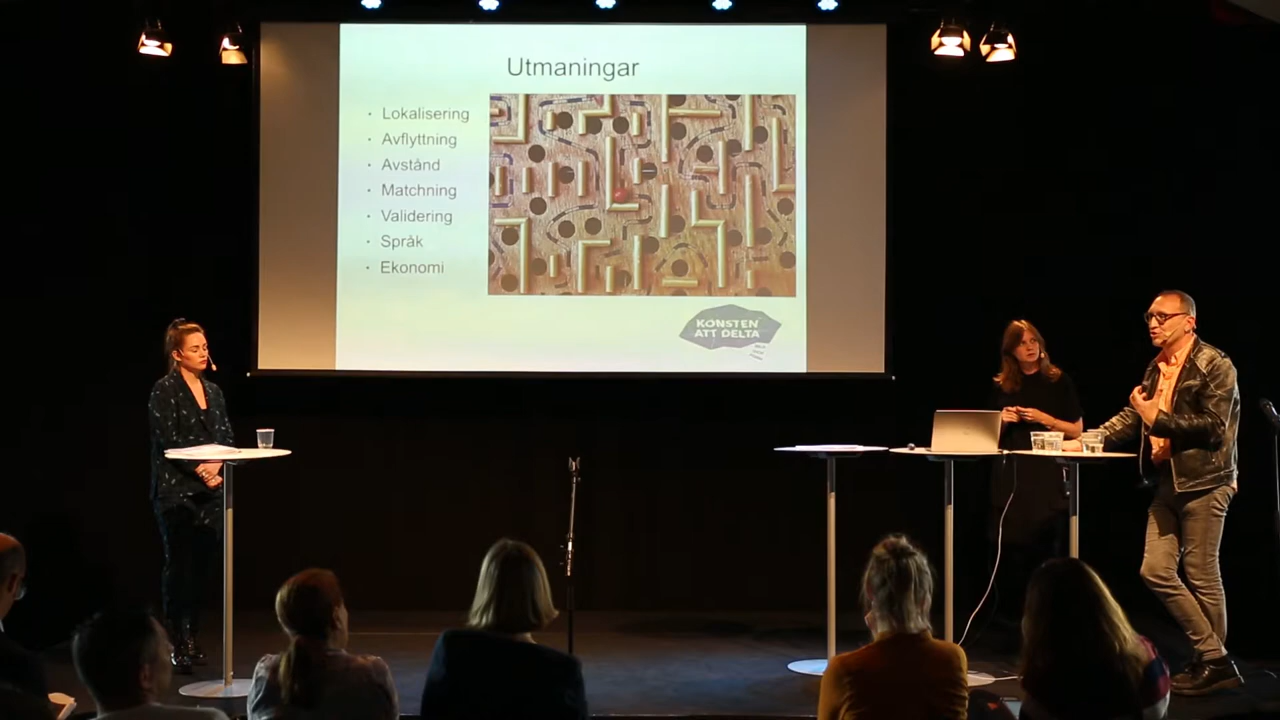 Utmaningar
· Lokalisering
· Avflyttning
· Avstånd
· Matchning
· Validering
· Språk
· Ekonomi
KONSTEN
ATT DELTA